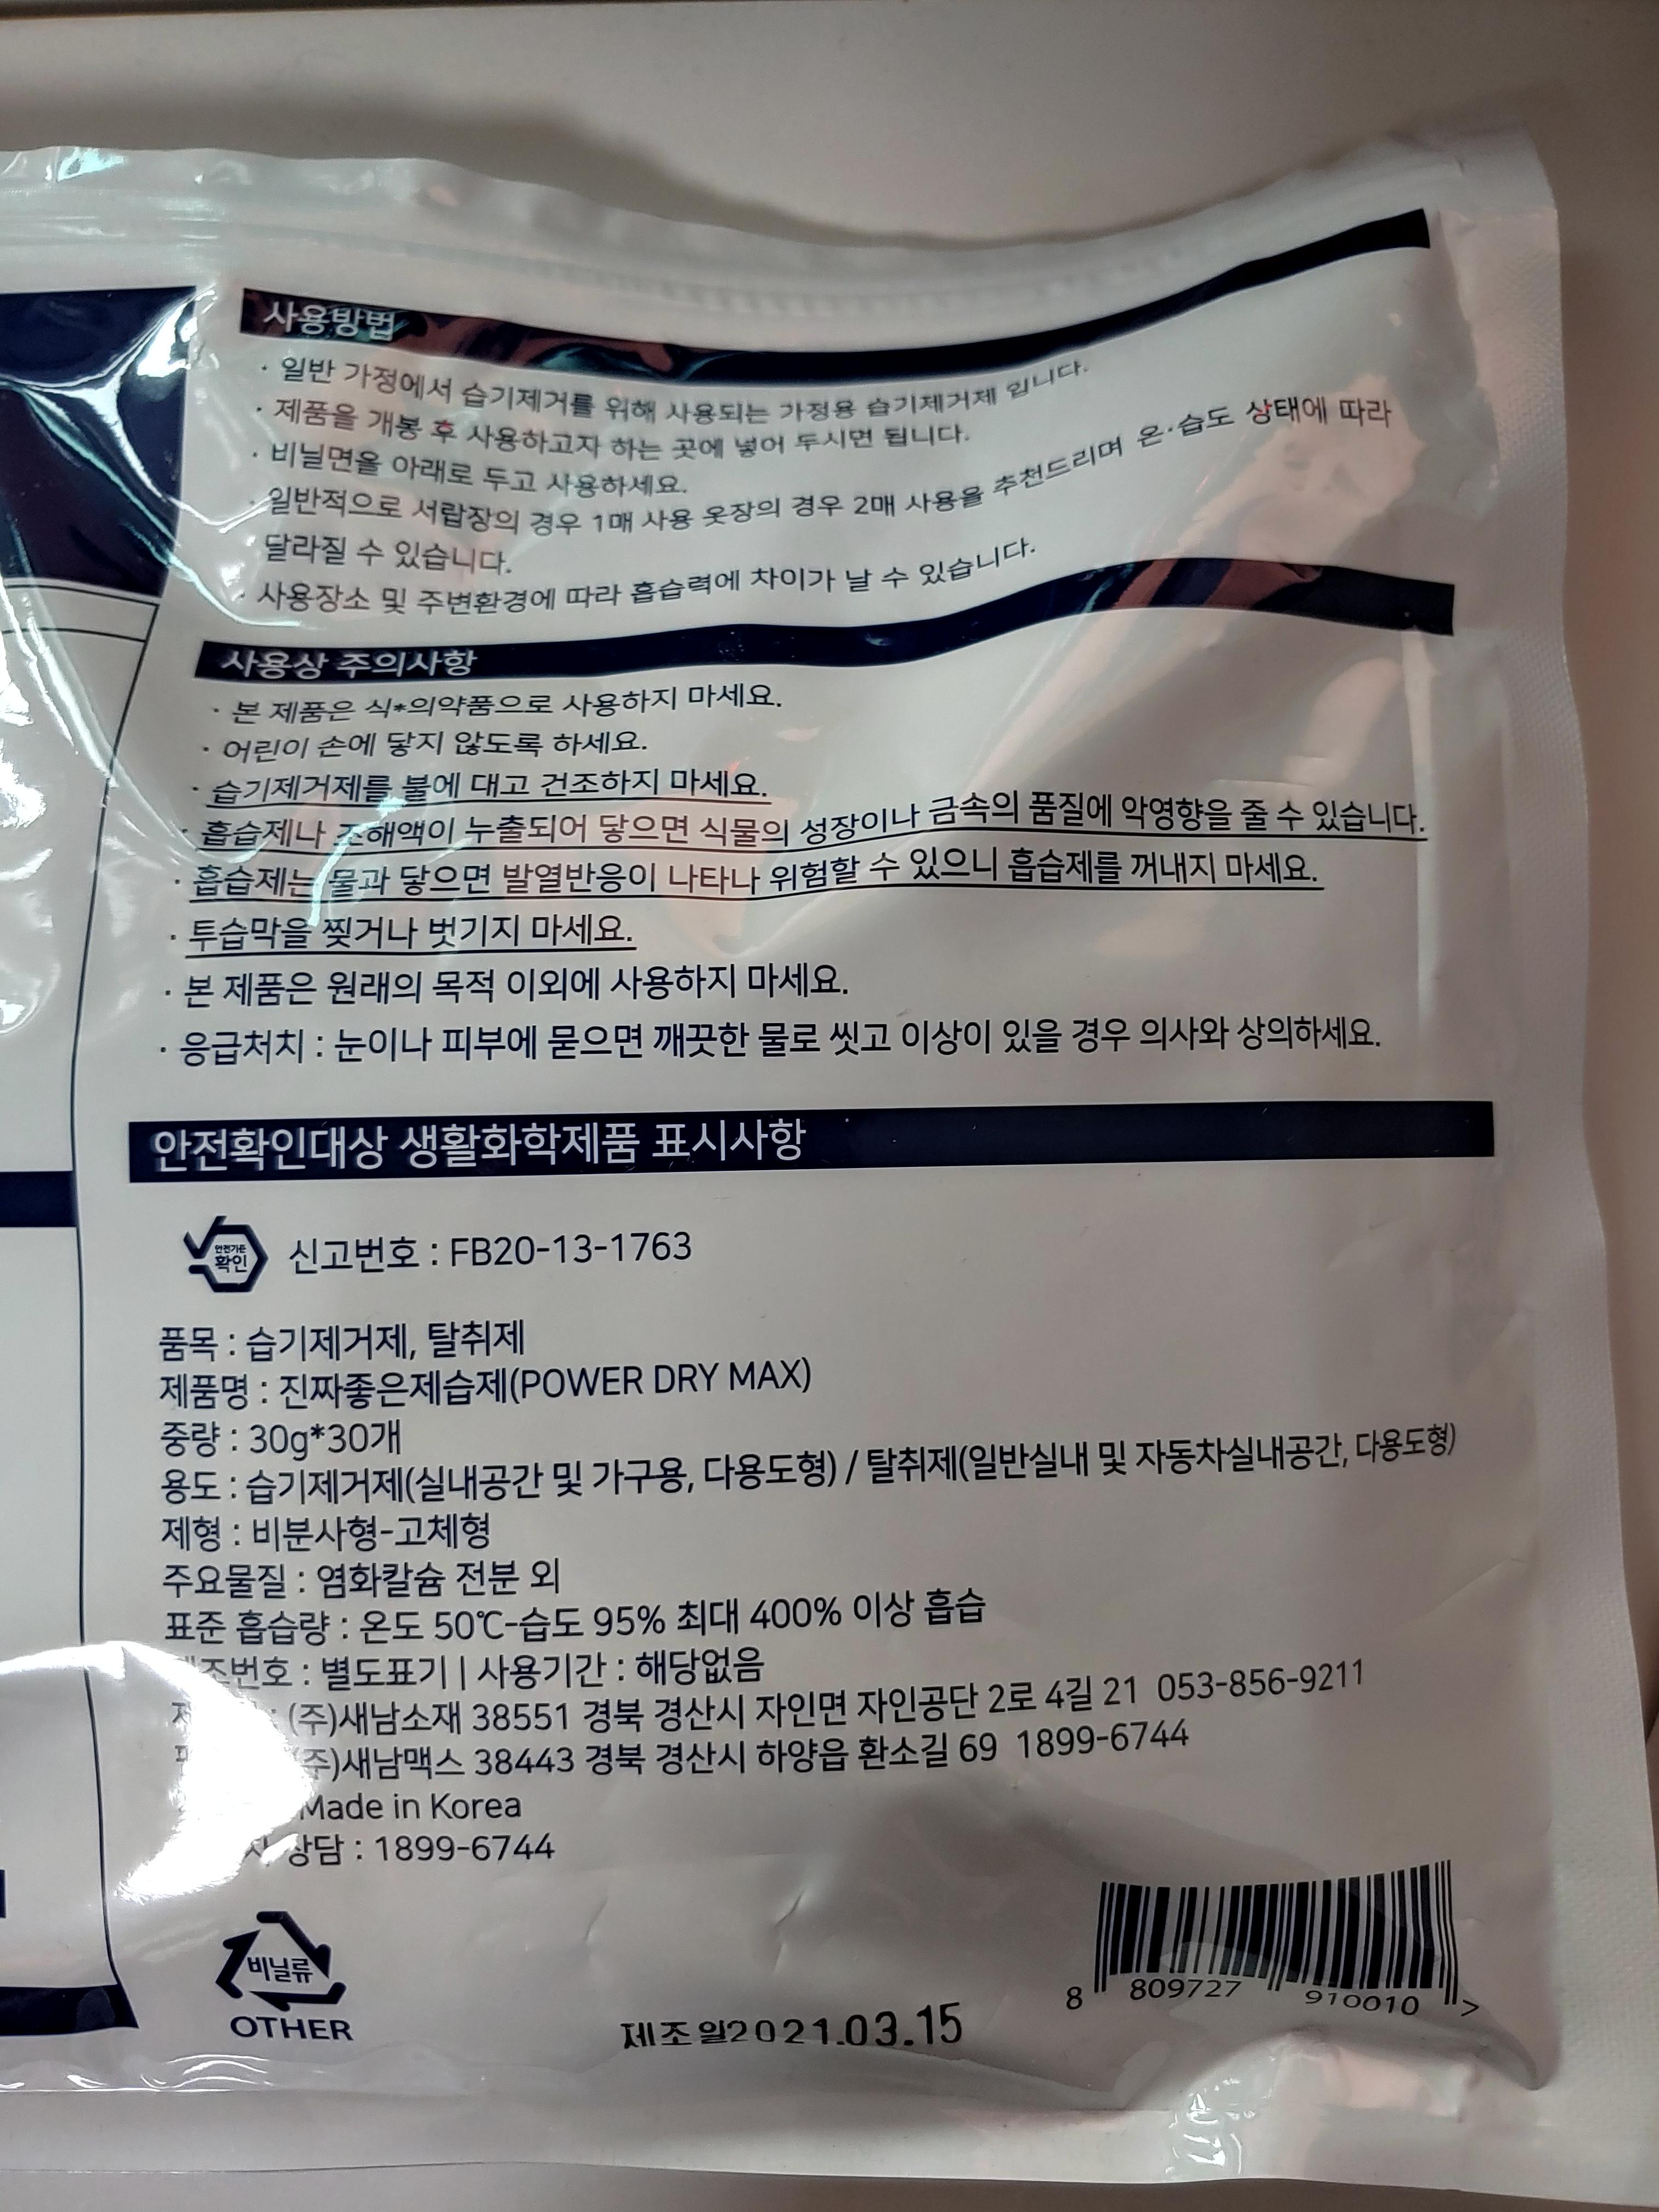 사용방법
· 일반 가정에서 습기제거를 위해 사용되는 가정용 습기제거제 입니다.
· 제품을 개봉 후 사용하고자 하는 곳에 넣어 두시면 됩니다.
· 비닐면을 아래로 두고 사용하세요.
· 일반적으로 서랍장의 경우 1매 사용 옷장의 경우 2매 사용을 추천드리며 온·습도 상태에 따라
달라질 수 있습니다.
· 사용장소 및 주변환경에 따라 흡습력에 차이가 날 수 있습니다.
사용상 주의사항
· 본 제품은 식*의약품으로 사용하지 마세요.
· 어린이 손에 닿지 않도록 하세요.
· 습기제거제를 불에 대고 건조하지 마세요.
· 흡습제나 조해액이 누출되어 닿으면 식물의 성장이나 금속의 품질에 악영향을 줄 수 있습니다.
· 흡습제는 물과 닿으면 발열반응이 나타나 위험할 수 있으니 흡습제를 꺼내지 마세요.
· 투습막을 찢거나 벗기지 마세요.
· 본 제품은 원래의 목적 이외에 사용하지 마세요.
· 응급처치 : 눈이나 피부에 묻으면 깨끗한 물로 씻고 이상이 있을 경우 의사와 상의하세요.
안전확인대상 생활화학제품 표시사항
안전기준
확인
신고번호 : FB20-13-1763
품목 : 습기제거제, 탈취제
제품명 : 진짜좋은제습제(POWER DRY MAX)
중량 : 30g*30개
용도 : 습기제거제(실내공간 및 가구용, 다용도형) / 탈취제(일반실내 및 자동차실내공간, 다용도형)
제형 : 비분사형-고체형
주요물질 : 염화칼슘 전분 외
표준 흡습량 : 온도 50℃-습도 95% 최대 400% 이상 흡습
조번호 : 별도표기 | 사용기간 : 해당없음
: (주)새남소재 38551 경북 경산시 자인면 자인공단 2로 4길 21 053-856-9211
주)새남맥스 38443 경북 경산시 하양읍 환소길 69 1899-6744
Made in Korea
상담 : 1899-6744
비닐류
OTHER
제조일2021.03.15
8 809727 910010 >